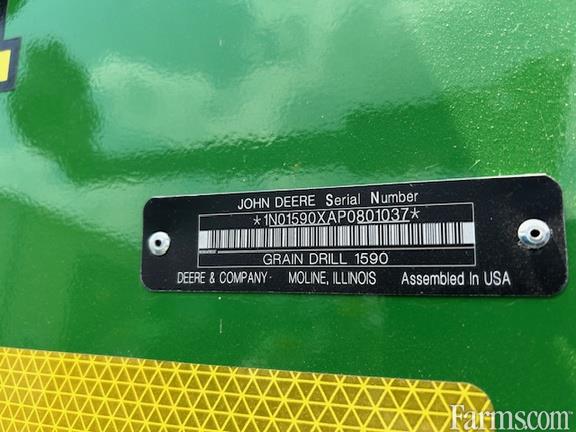 JOHN DEERE Serial Number
*1N01590XAP0801037*
GRAIN DRILL 1590
DEERE & COMPANY MOLINE, ILLINOIS Assembled In USA
Farms.com